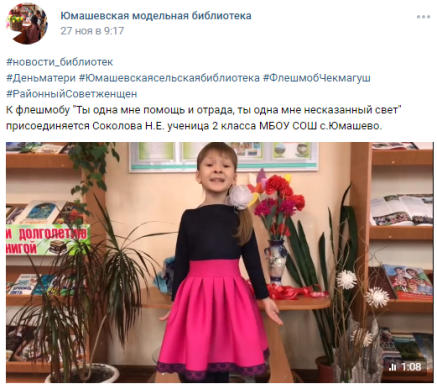 Юмашевская модельная библиотека
27 ноя в 9:17
#новости_библиотек
#Деньматери #Юмашевскаясельскаябиблиотека #ФлешмобЧекмагуш
#РайонныйСоветженщен
К флешмобу "Ты одна мне помощь и отрада, ты одна мне несказанный свет"
присоединяется Соколова Н.Е. ученица 2 класса МБОУ СОШ с.Юмашево.
и долголетию
нигой
1:08